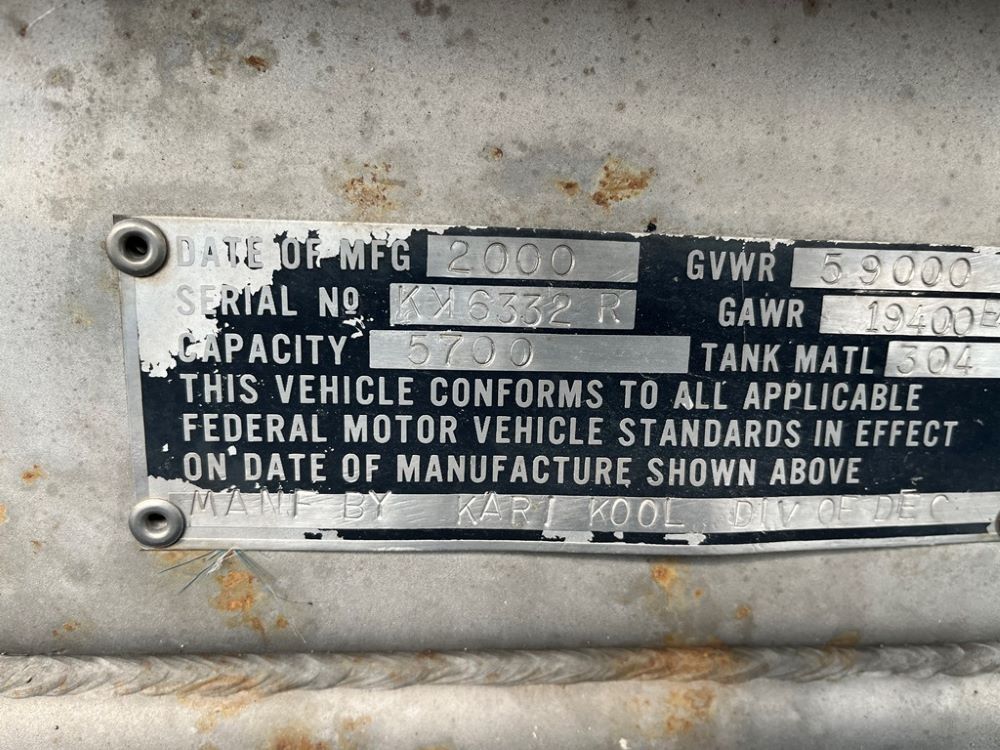 DATE OF MFG 2000 GVWR 59000
SERIAL Nº KK6332R GAWR 19400E
CAPACITY 5700 TANK MATL 304
THIS VEHICLE CONFORMS TO ALL APPLICABLE
FEDERAL MOTOR VEHICLE STANDARDS IN EFFECT
ON DATE OF MANUFACTURE SHOWN ABOVE
MANF BY KARI KOOL DIV OF DEC